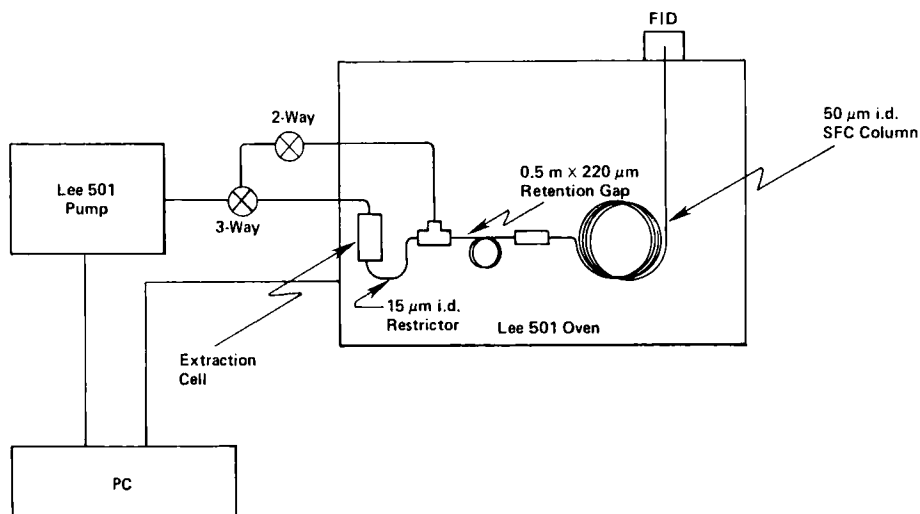 FID
2-Way
50 μm i.d.
SFC Column
Lee 501
Pump
0.5 m × 220 μm
Retention Gap
3-Way
15 μm i.d.
Restrictor
Lee 501 Oven
Extraction
Cell
PC